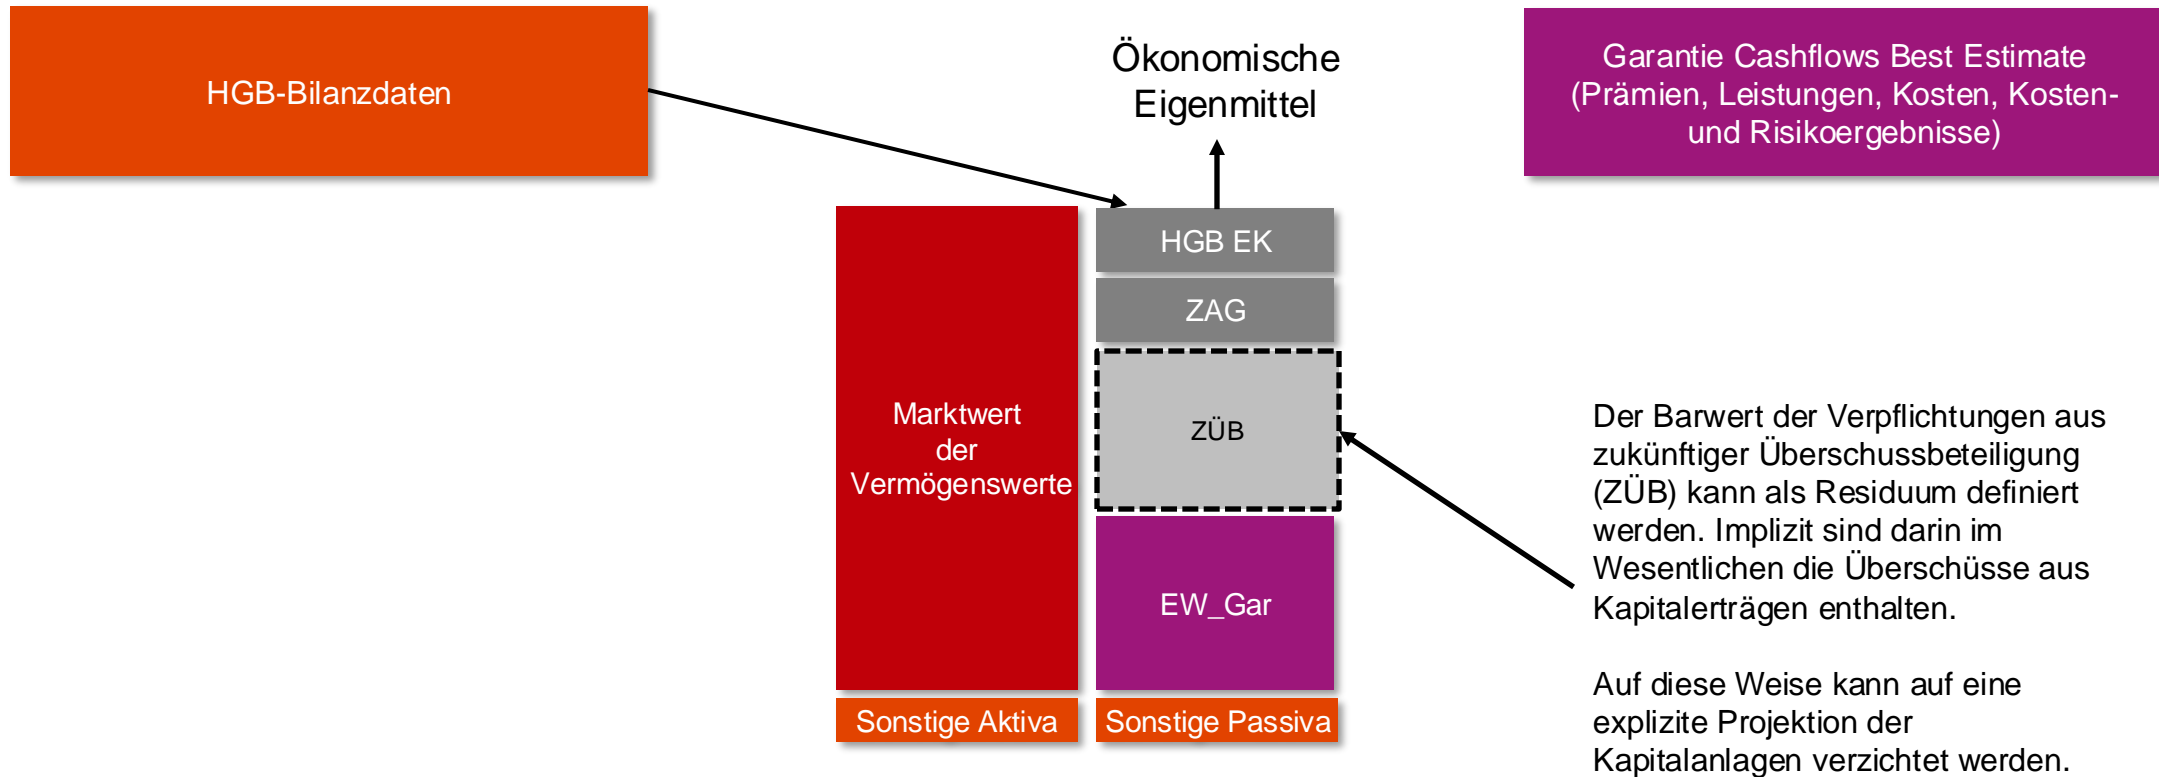 HGB-Bilanzdaten
Ökonomische
Eigenmittel
Garantie Cashflows Best Estimate
(Prämien, Leistungen, Kosten, Kosten-
und Risikoergebnisse)
HGB EK
ZAG
Marktwert
der
Vermögenswerte
ZÜB
EW_Gar
Sonstige Aktiva
Sonstige Passiva
Der Barwert der Verpflichtungen aus
zukünftiger Überschussbeteiligung
(ZÜB) kann als Residuum definiert
werden. Implizit sind darin im
Wesentlichen die Überschüsse aus
Kapitalerträgen enthalten.
Auf diese Weise kann auf eine
explizite Projektion der
Kapitalanlagen verzichtet werden.